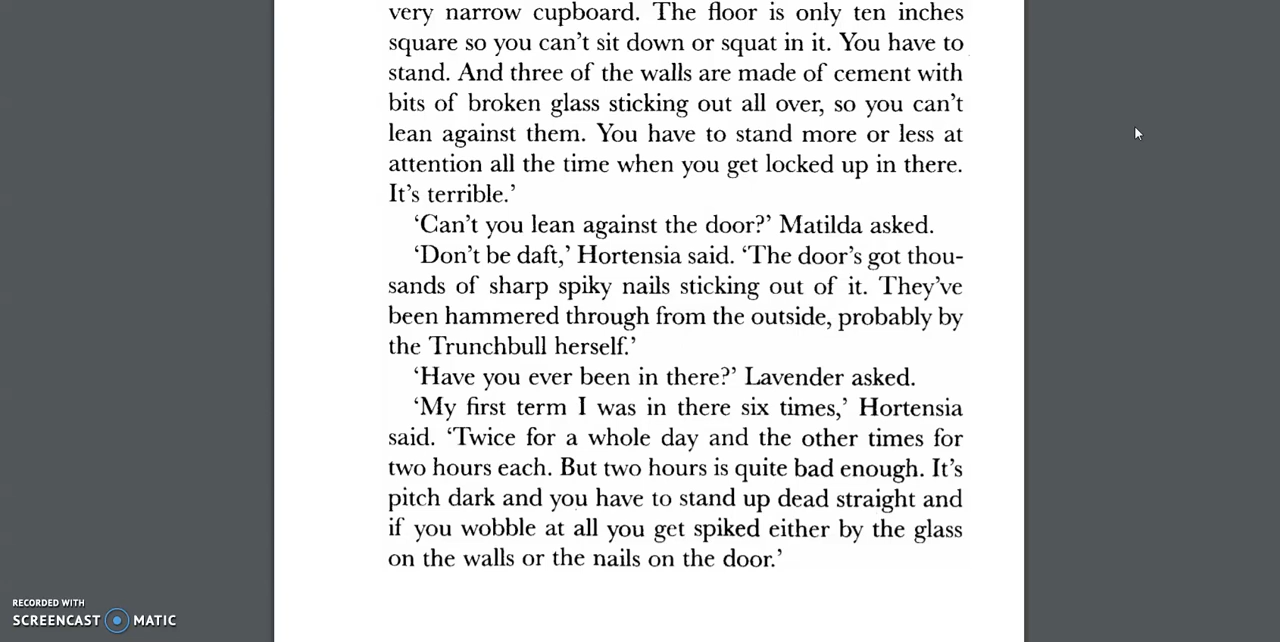 very narrow cupboard. The floor is only ten inches
square so you can't sit down or squat in it. You have to
stand. And three of the walls are made of cement with
bits of broken glass sticking out all over, so you can't
lean against them. You have to stand more or less at
attention all the time when you get locked up in there.
It's terrible.’
‘Can't you lean against the door?’ Matilda asked.
‘Don't be daft,’ Hortensia said. ‘The door's got thou-
sands of sharp spiky nails sticking out of it. They've
been hammered through from the outside, probably by
the Trunchbull herself.’
‘Have you ever been in there?’ Lavender asked.
‘My first term I was in there six times,’ Hortensia
said. ‘Twice for a whole day and the other times for
two hours each. But two hours is quite bad enough. It's
pitch dark and you have to stand up dead straight and
if you wobble at all you get spiked either by the glass
on the walls or the nails on the door.’
RECORDED WITH
SCREENCAST MATIC